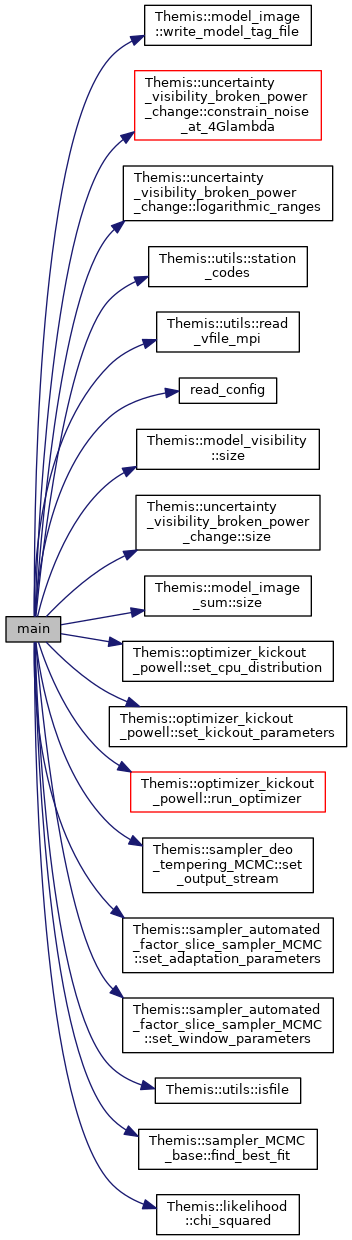 Themis::model_image
::write_model_tag_file
Themis::uncertainty
_visibility_broken_power
_change::constrain_noise
_at_4Glambda
Themis::uncertainty
_visibility_broken_power
_change::logarithmic_ranges
Themis::utils::station
_codes
Themis::utils::read
_vfile_mpi
read_config
Themis::model_visibility
::size
Themis::uncertainty
_visibility_broken_power
_change::size
Themis::model_image
_sum::size
main
Themis::optimizer_kickout
_powell::set_cpu_distribution
Themis::optimizer_kickout
_powell::set_kickout_parameters
Themis::optimizer_kickout
_powell::run_optimizer
Themis::sampler_deo
_tempering_MCMC::set
_output_stream
Themis::sampler_automated
_factor_slice_sampler_MCMC
::set_adaptation_parameters
Themis::sampler_automated
_factor_slice_sampler_MCMC
::set_window_parameters
Themis::utils::isfile
Themis::sampler_MCMC
_base::find_best_fit
Themis::likelihood
::chi_squared